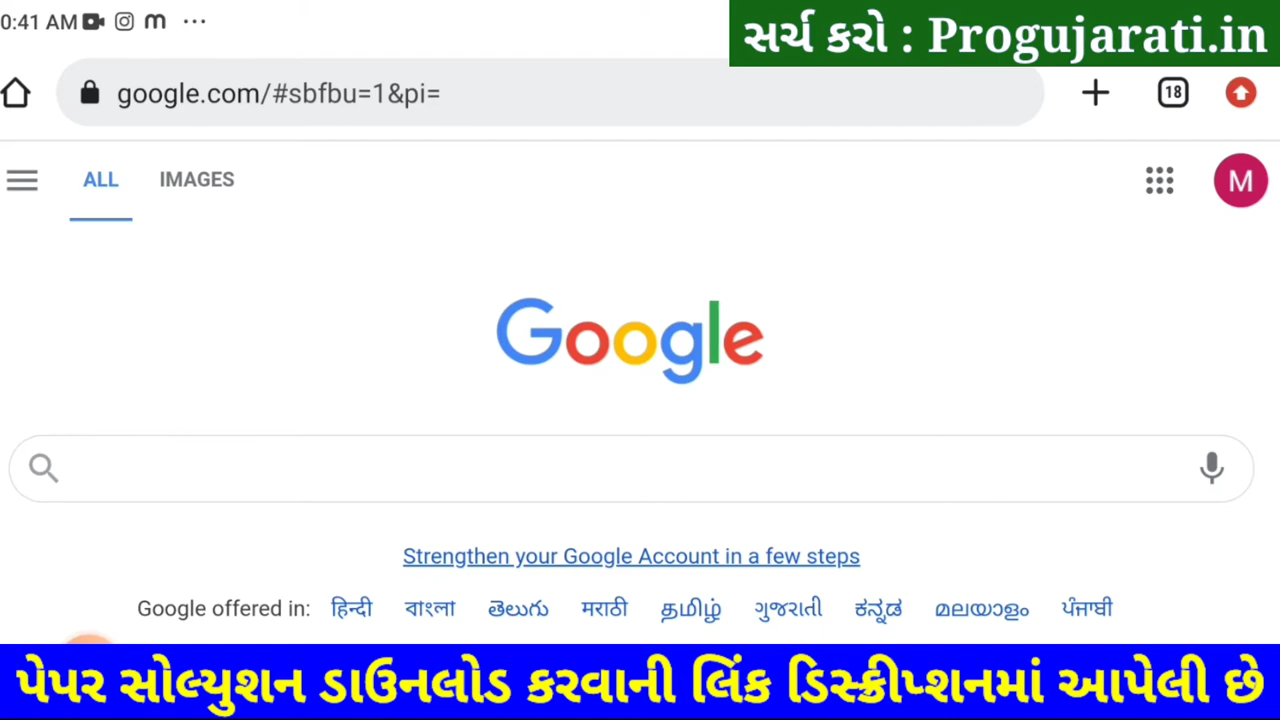 0:41 AM
સર્ચ કરો : Progujarati.in
google.com/#sbfbu=1&pi=
18
ALL IMAGES
M
Google
Strengthen your Google Account in a few steps
Google offered in: हिन्दी বাংলা తెలుగు मराठी தமிழ் ગુજરાતી ಕನ್ನಡ മലയാളം ਪੰਜਾਬੀ
પેપર સોલ્યુશન ડાઉનલોડ કરવાની લિંક ડિસ્ક્રીપ્શનમાં આપેલી છે